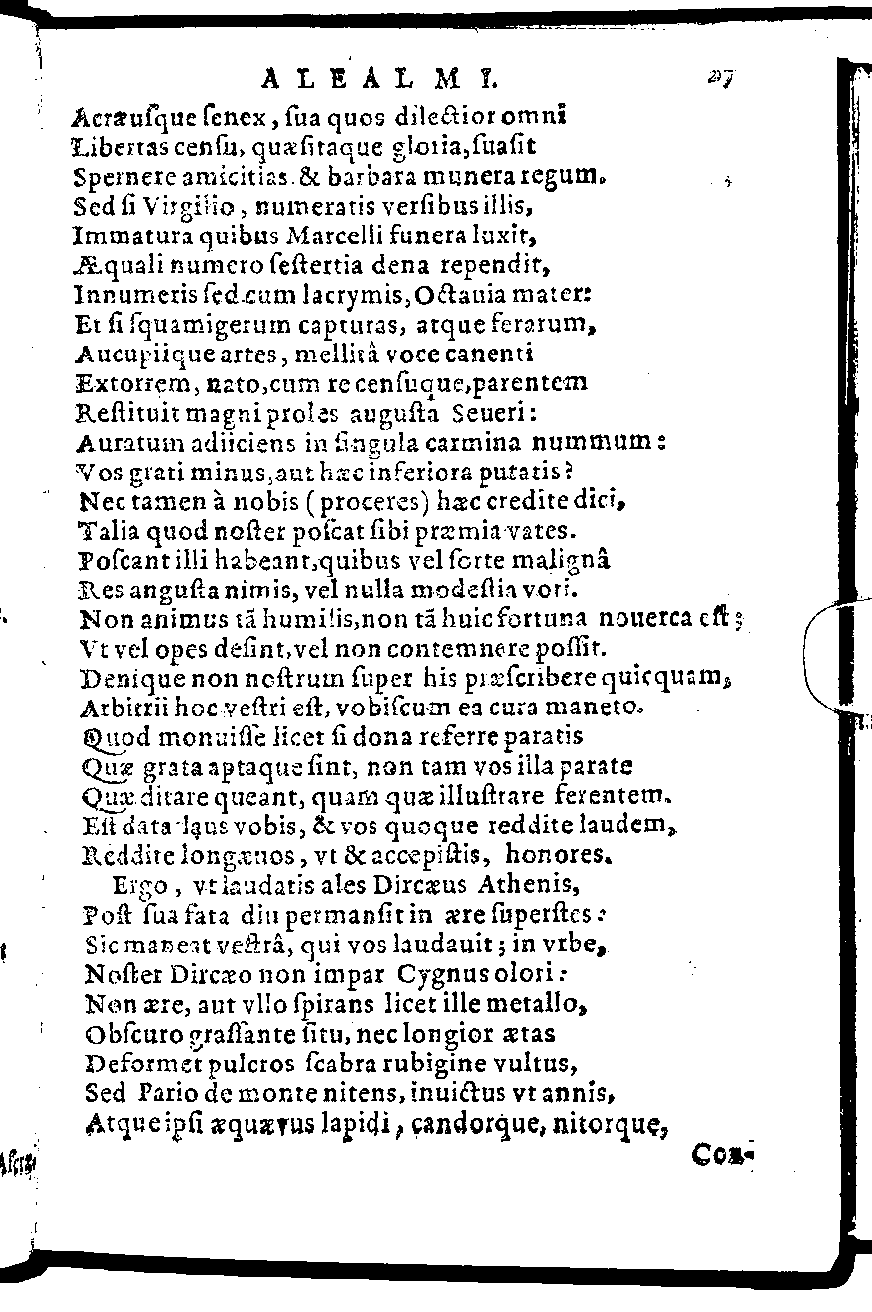 ALEALMI. 27
Acræusque senex, sua quos dilectior omni
Libertas censu, quæsitaque gloria, suasit
Spernere amicitias. & barbara munera regum.
Sed si Virgilio, numeratis versibus illis,
Immatura quibus Marcelli funera luxit,
Æquali numero sestertia dena rependit,
Innumeris sed cum lacrymis, Octauia mater:
Et si squamigerum capturas, atque ferarum,
Aucupiique artes, mellitâ voce canenti
Extorrem, nato, cum re censuque, parentem
Restituit magni proles augusta Seueri:
Auratum adiiciens in singula carmina nummum:
Vos grati minus, aut hæc inferiora putatis?
Nec tamen à nobis (proceres) hæc credite dici,
Talia quod noster poscat sibi præmia vates.
Poscant illi habeant, quibus vel sorte malignâ
Res angusta nimis, vel nulla modestia voti.
Non animus tã humilis, non tã huic fortuna nouerca est;
Vt vel opes desint, vel non contemnere possit.
Denique non nostrum super his præscribere quicquam,
Arbitrii hoc vestri est, vobiscum ea cura maneto.
Quod monuisse licet si dona referre paratis
Quæ grata aptaque sint, non tam vos illa parate
Quæ ditare queant, quam quæ illustrare ferentem.
Est data laus vobis, & vos quoque reddite laudem,
Reddite longæuos, vt & accepistis, honores.
Ergo, vt laudatis ales Dircæus Athenis,
Post sua fata diu permansit in ære superstes:
Sic maneat vestrâ, qui vos laudauit; in vrbe,
Noster Dircæo non impar Cygnus olori:
Non ære, aut vllo spirans licet ille metallo,
Obscuro grassante situ, nec longior ætas
Deformet pulcros scabra rubigine vultus,
Sed Pario de monte nitens, inuictus vt annis,
Atque ipsi æquæuus lapidi, candorque, nitorque,
Con-